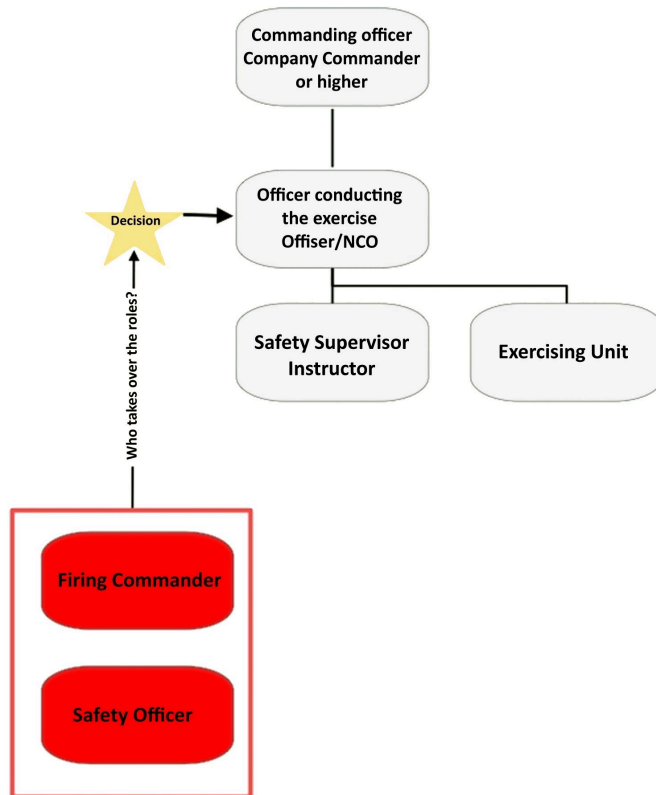 Commanding officer
Company Commander
or higher
Decision
Officer conducting
the exercise
Offiser/NCO
Who takes over the roles?
Safety Supervisor
Instructor
Exercising Unit
Firing Commander
Safety Officer